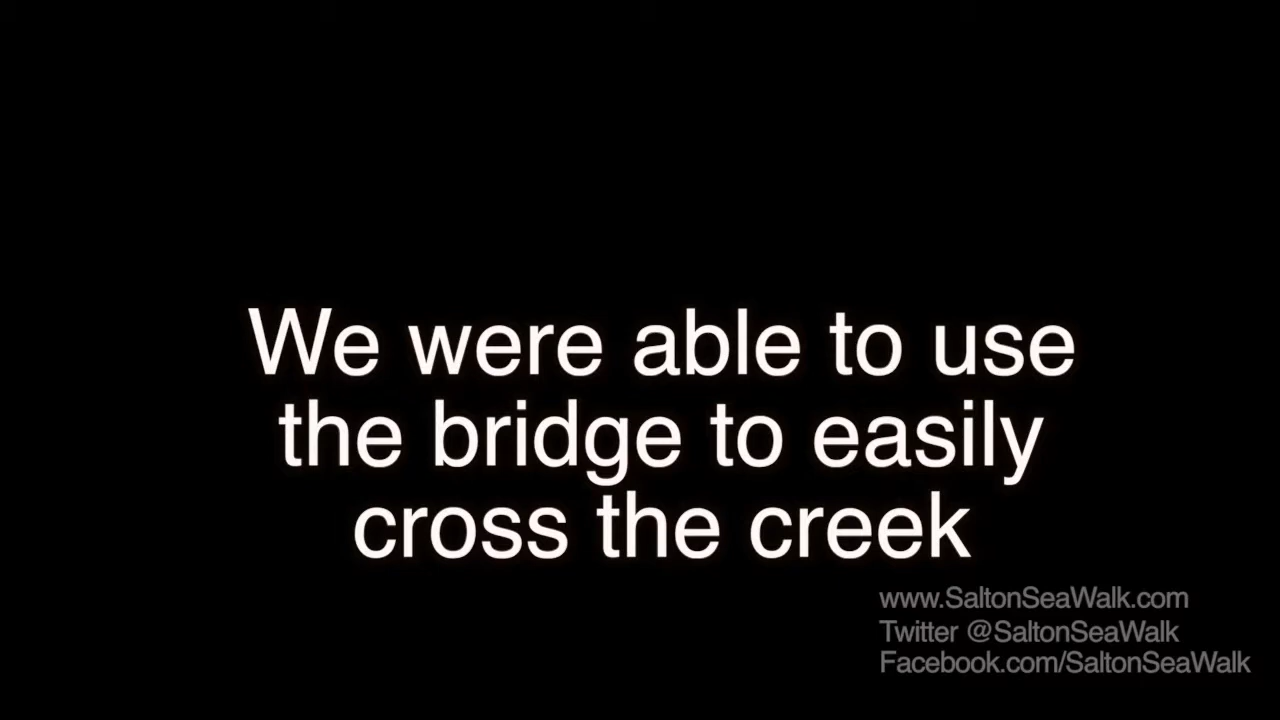 We were able to use
the bridge to easily
cross the creek
www.SaltonSeaWalk.com
Twitter @SaltonSeaWalk
Facebook.com/SaltonSeaWalk